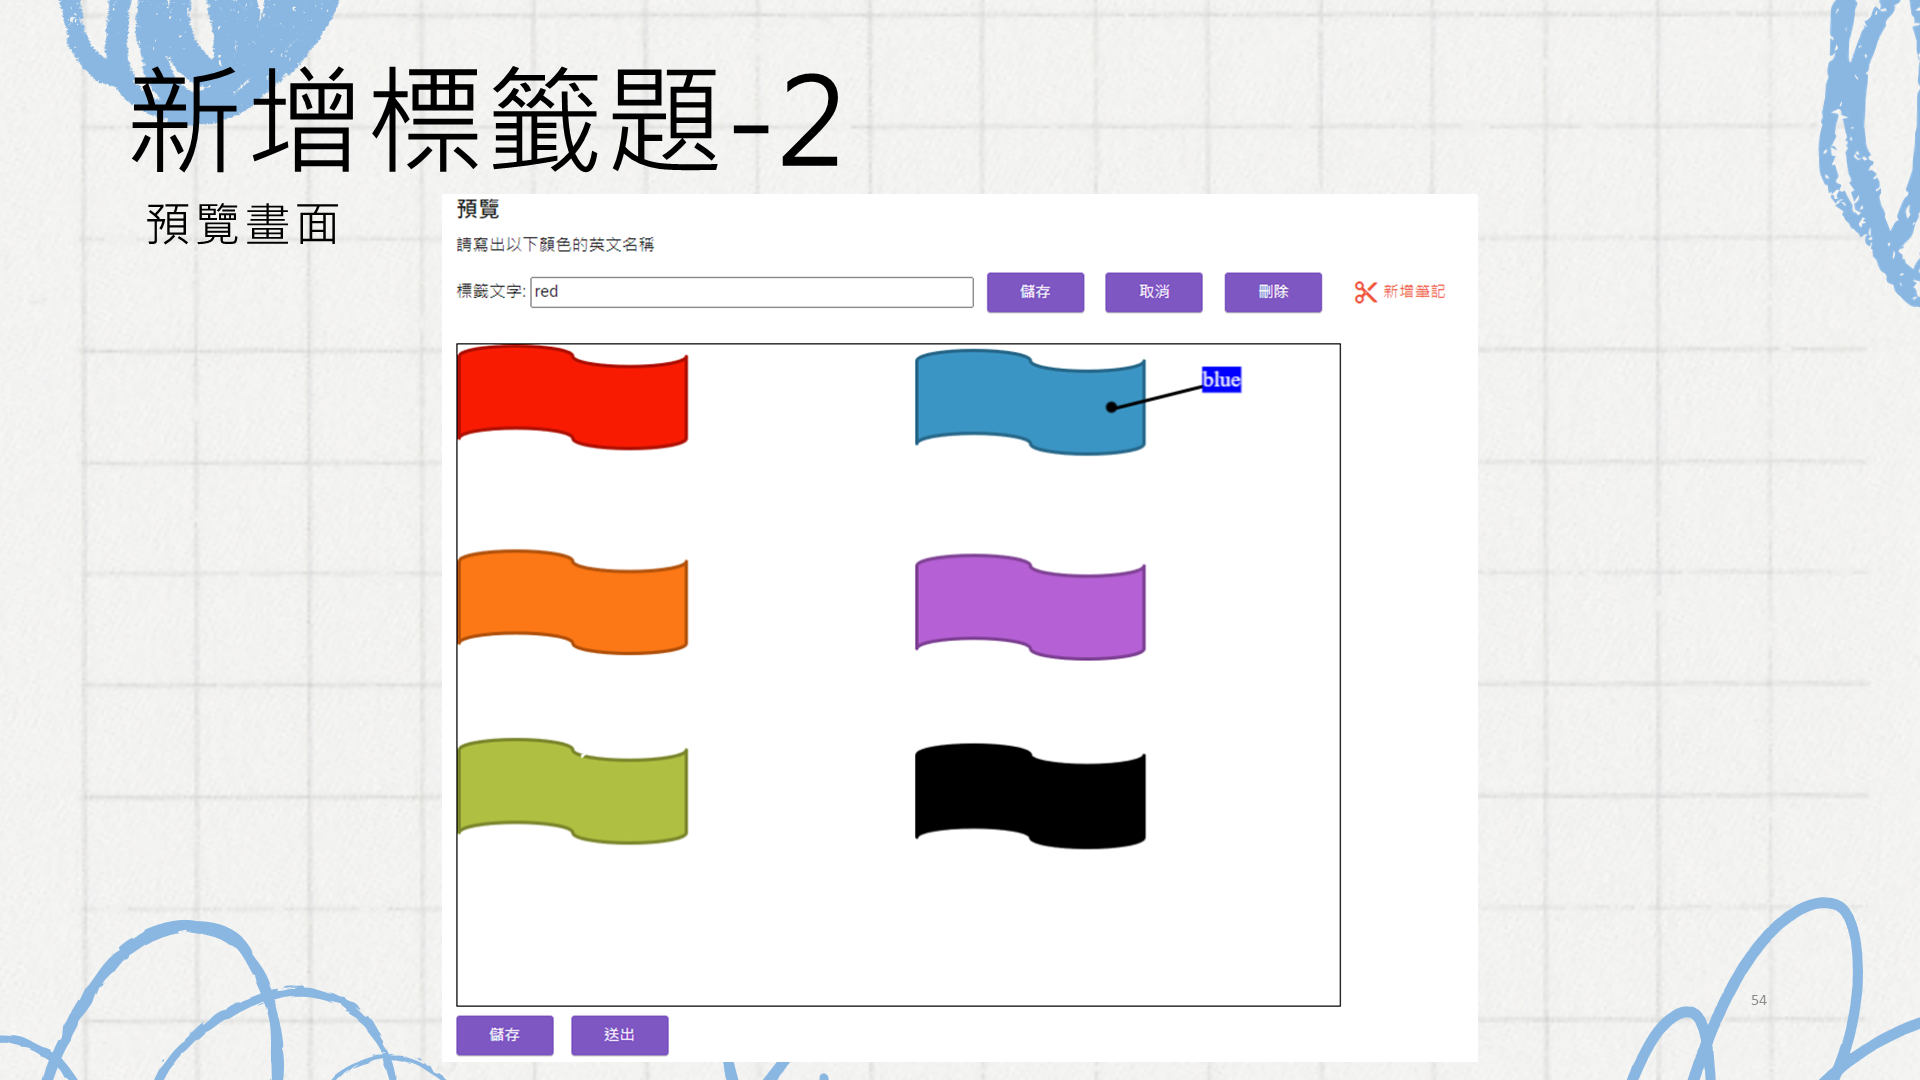 新增標籤題-2
預覽畫面
預覽
請寫出以下顏色的英文名稱
標籤文字: red 儲存 取消 刪除 新增筆記
blue
54
儲存 送出